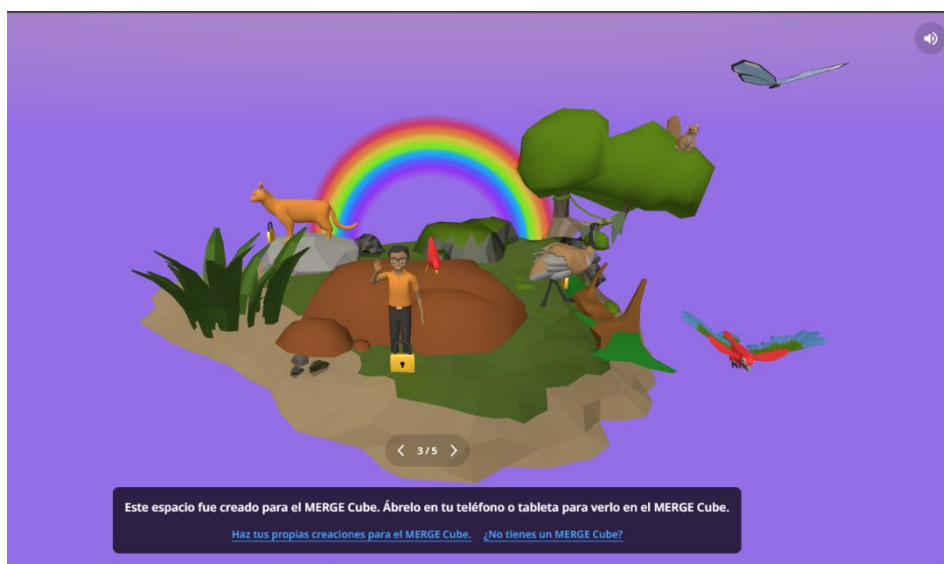 3 / 5
Este espacio fue creado para el MERGE Cube. Ábrelo en tu teléfono o tableta para verlo en el MERGE Cube.
Haz tus propias creaciones para el MERGE Cube. ¿No tienes un MERGE Cube?